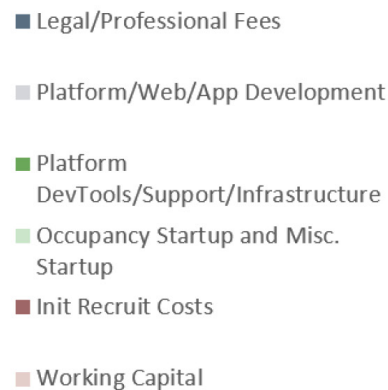 Legal/Professional Fees
Platform/Web/App Development
Platform
DevTools/Support/Infrastructure
Occupancy Startup and Misc.
Startup
Init Recruit Costs
Working Capital